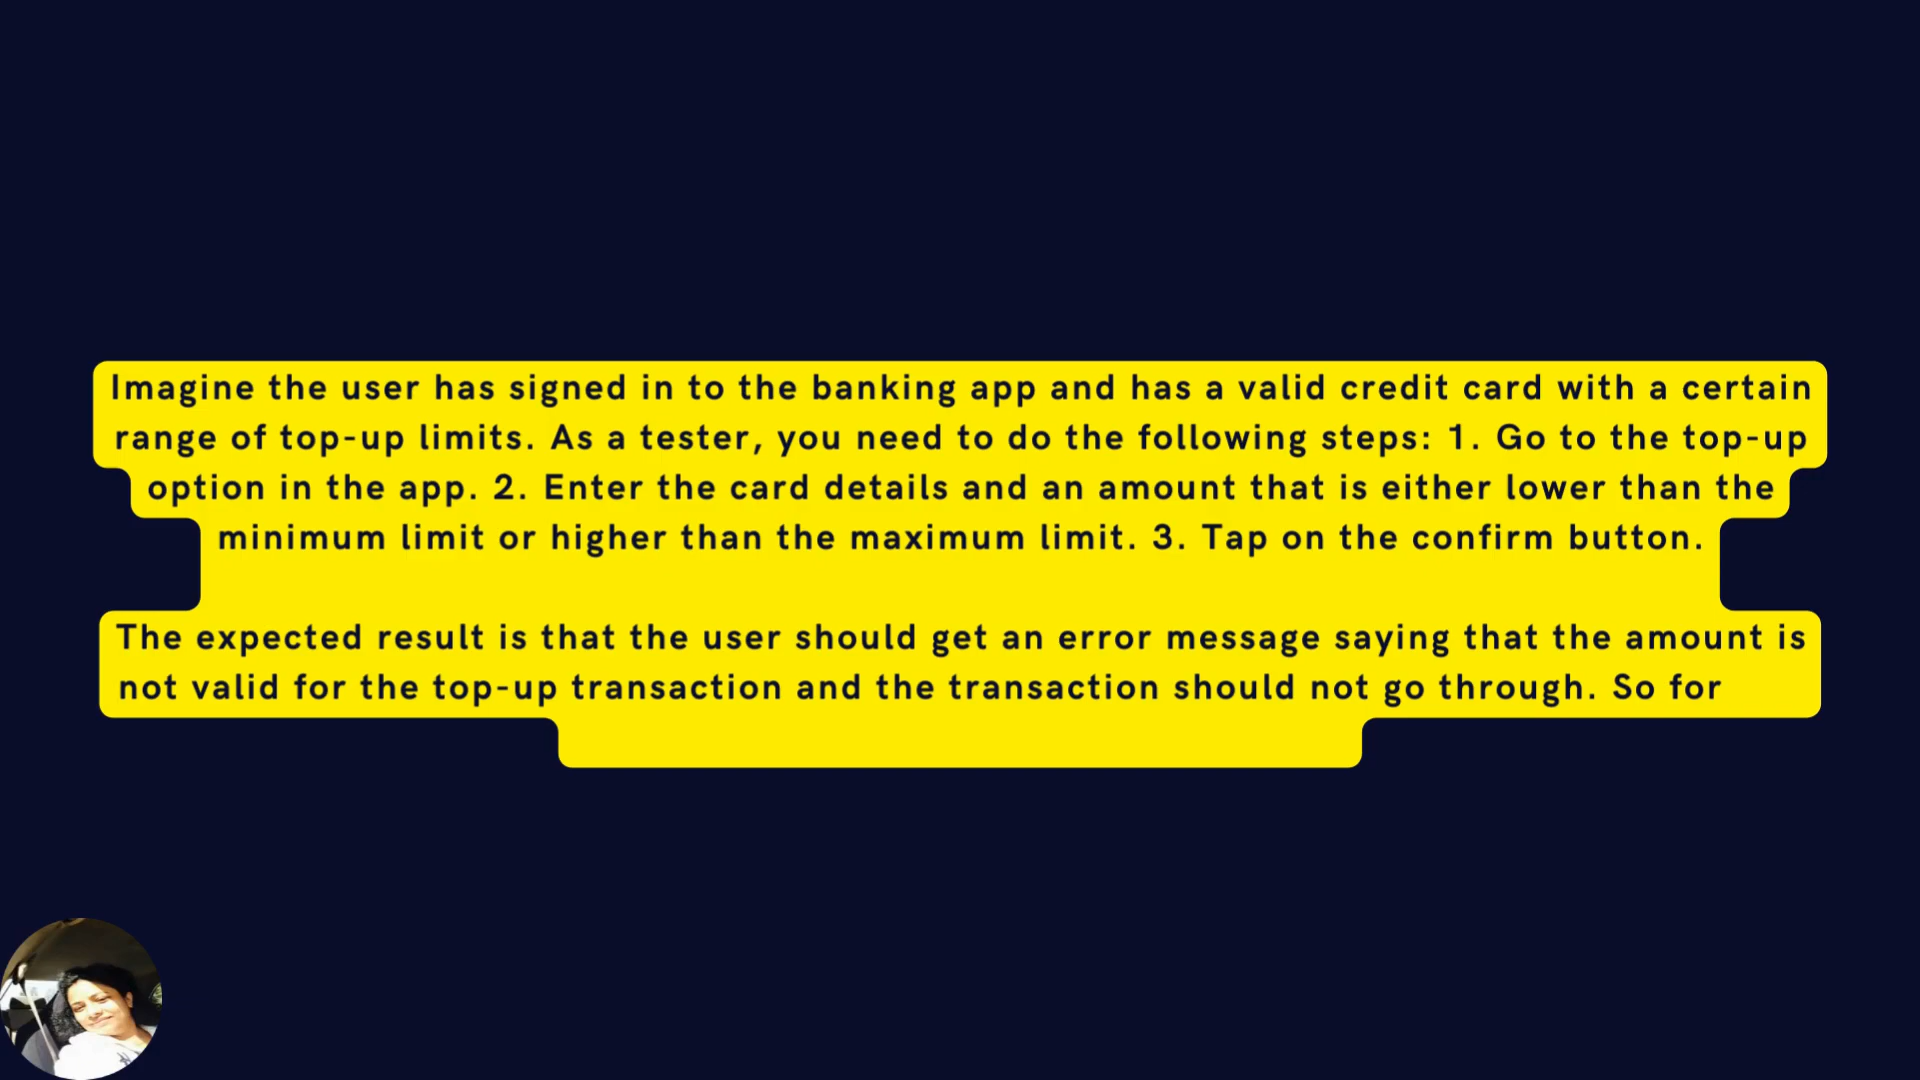 Imagine the user has signed in to the banking app and has a valid credit card with a certain
range of top-up limits. As a tester, you need to do the following steps: 1. Go to the top-up
option in the app. 2. Enter the card details and an amount that is either lower than the
minimum limit or higher than the maximum limit. 3. Tap on the confirm button.
The expected result is that the user should get an error message saying that the amount is
not valid for the top-up transaction and the transaction should not go through. So for